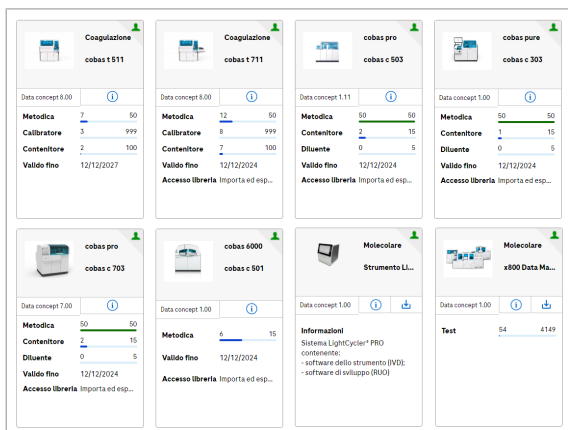 Coagulazione
cobas t 511
Data concept 8.00
Metodica 7 50
Calibratore 3 999
Contenitore 2 100
Valido fino 12/12/2027
Coagulazione
cobas t 711
Data concept 8.00
Metodica 12 50
Calibratore 8 999
Contenitore 7 100
Valido fino 12/12/2024
Accesso libreria Importa ed esp...
cobas pro
cobas c 503
Data concept 1.11
Metodica 50 50
Contenitore 2 15
Diluente 0 5
Valido fino 12/12/2024
Accesso libreria Importa ed esp...
cobas pure
cobas c 303
Data concept 1.00
Metodica 50 50
Contenitore 1 15
Diluente 0 5
Valido fino 12/12/2024
Accesso libreria Importa ed esp...
cobas pro
cobas c 703
Data concept 7.00
Metodica 50 50
Contenitore 2 15
Diluente 0 5
Valido fino 12/12/2024
Accesso libreria Importa ed esp...
cobas 6000
cobas c 501
Data concept 1.00
Metodica 6 15
Valido fino 12/12/2024
Accesso libreria Importa ed esp...
Molecolare
Strumento Li...
Data concept 1.00
Informazioni
Sistema LightCycler® PRO
contenente:
- software dello strumento (IVD);
- software di sviluppo (RUO)
Molecolare
x800 Data Ma...
Data concept 1.00
Test 54 4149